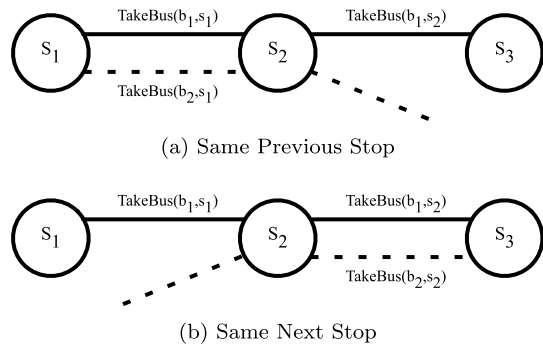 TakeBus(b₁,s₁) TakeBus(b₁,s₂)
S₁ S₂ S₃
TakeBus(b₂,s₁)
(a) Same Previous Stop
TakeBus(b₁,s₁) TakeBus(b₁,s₂)
S₁ S₂ S₃
TakeBus(b₂,s₂)
(b) Same Next Stop